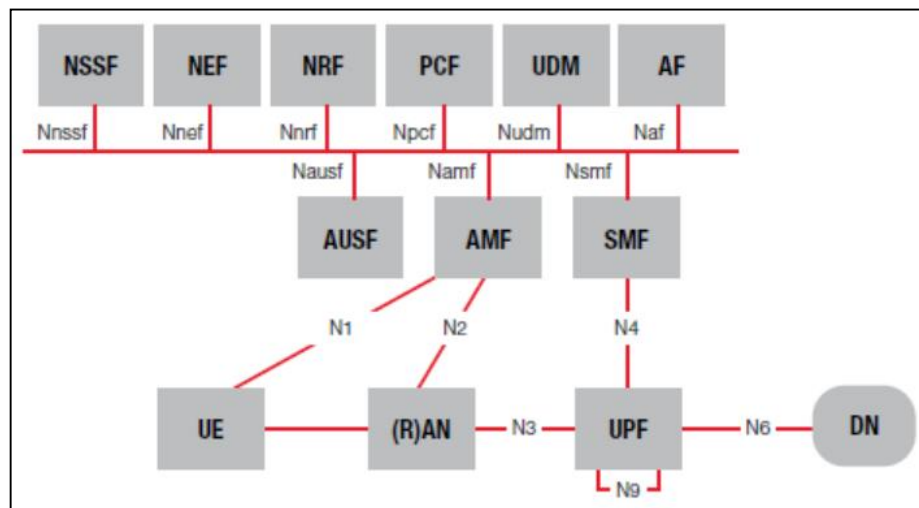 NSSF NEF NRF PCF UDM AF
Nnssf Nnef Nnrf Npcf Nudm Naf
Nausf Namf Nsmf
AUSF AMF SMF
N1 N2 N4
UE (R)AN N3 UPF N6 DN
N9